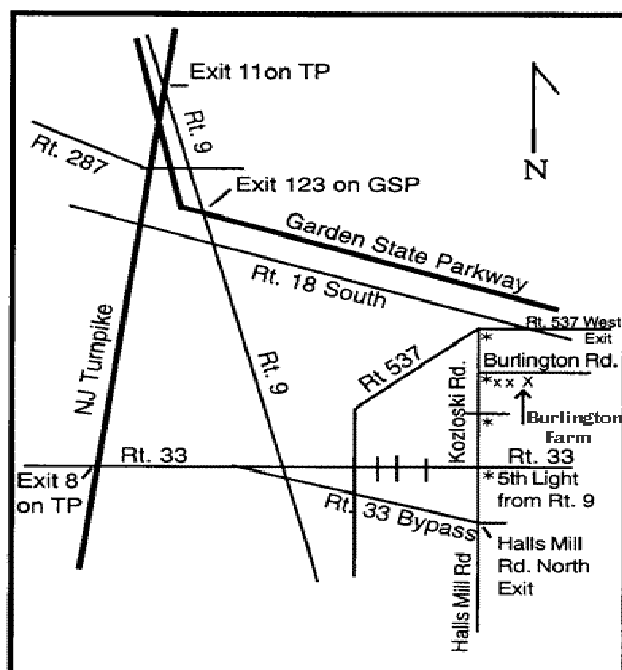 Exit 11on TP
Rt. 9
Rt. 287
Exit 123 on GSP
N
Garden State Parkway
Rt. 18 South
NJ Turnpike
Rt. 537 West
Exit
Rt 537
Rt. 9
Kozloski Rd.
Burlington Rd.
* x x x
Burlington
Farm
Rt. 33
Rt. 33
Exit 8
on TP
*5th Light
from Rt. 9
Rt. 33 Bypass
Halls Mill
Rd. North
Exit
Halls Mill Rd